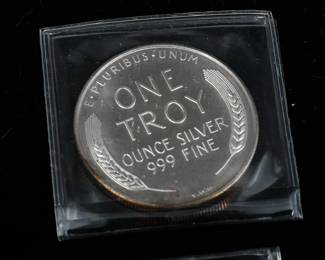 E·PLURIBUS·UNUM
ONE
TROY
OUNCE SILVER
999 FINE